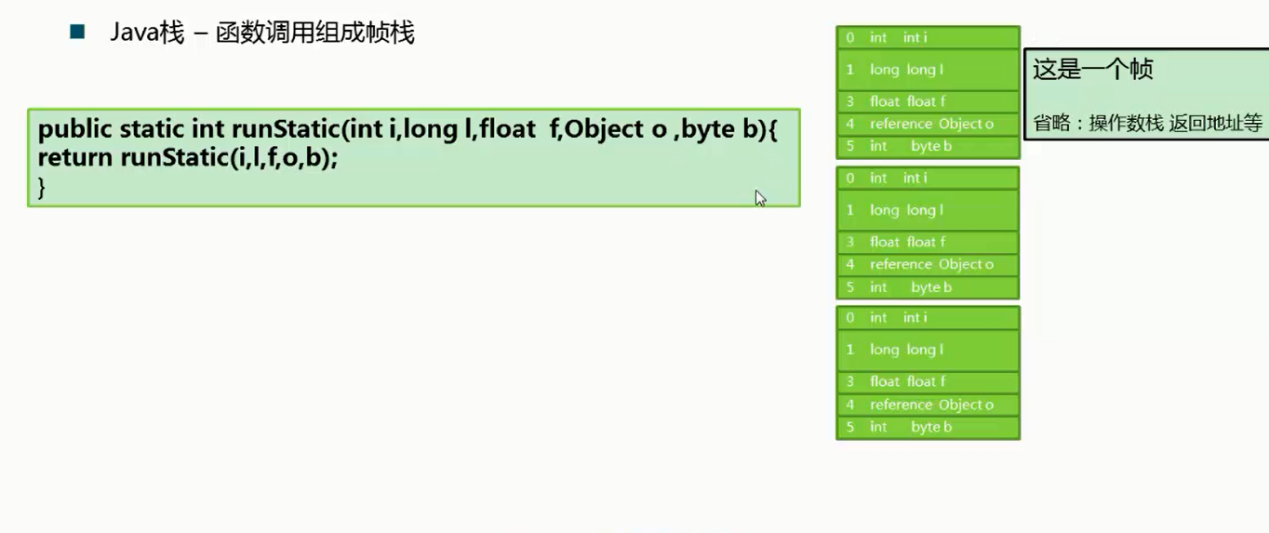 Java栈 – 函数调用组成帧栈
public static int runStatic(int i,long l,float  f,Object o ,byte b){
return runStatic(i,l,f,o,b);
}
0 int int i
1 long long l
3 float float f
4 reference Object o
5 int byte b
这是一个帧
省略：操作数栈 返回地址等
0 int int i
1 long long l
3 float float f
4 reference Object o
5 int byte b
0 int int i
1 long long l
3 float float f
4 reference Object o
5 int byte b